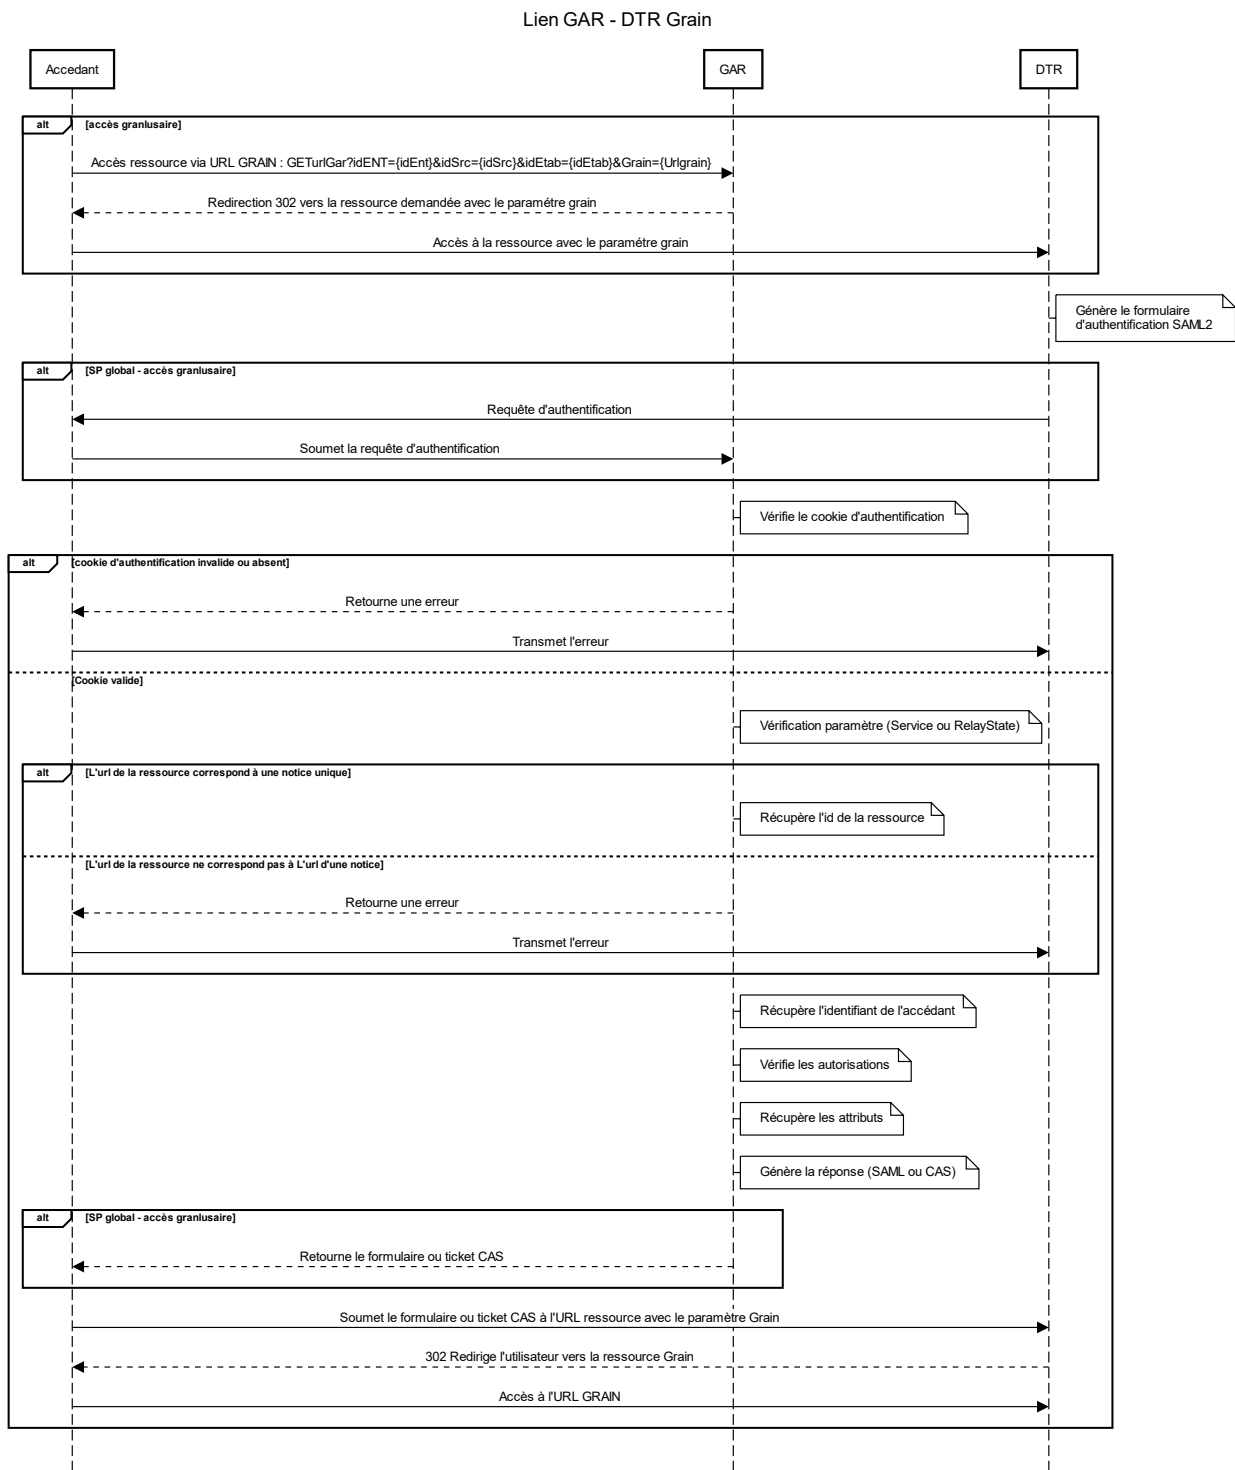 Lien GAR - DTR Grain
Accedant
GAR
DTR
alt
[accès granlusaire]
Accès ressource via URL GRAIN : GETurlGar?idENT={idEnt}&idSrc={idSrc}&idEtab={idEtab}&Grain={Urlgrain}
Redirection 302 vers la ressource demandée avec le paramétre grain
Accès à la ressource avec le paramétre grain
Génère le formulaire
d'authentification SAML2
alt
[SP global - accès granlusaire]
Requête d'authentification
Soumet la requête d'authentification
Vérifie le cookie d'authentification
alt
[cookie d'authentification invalide ou absent]
Retourne une erreur
Transmet l'erreur
[Cookie valide]
Vérification paramètre (Service ou RelayState)
alt
[L'url de la ressource correspond à une notice unique]
Récupère l'id de la ressource
[L'url de la ressource ne correspond pas à L'url d'une notice]
Retourne une erreur
Transmet l'erreur
Récupère l'identifiant de l'accédant
Vérifie les autorisations
Récupère les attributs
Génère la réponse (SAML ou CAS)
alt
[SP global - accès granlusaire]
Retourne le formulaire ou ticket CAS
Soumet le formulaire ou ticket CAS à l'URL ressource avec le paramètre Grain
302 Redirige l'utilisateur vers la ressource Grain
Accès à l'URL GRAIN